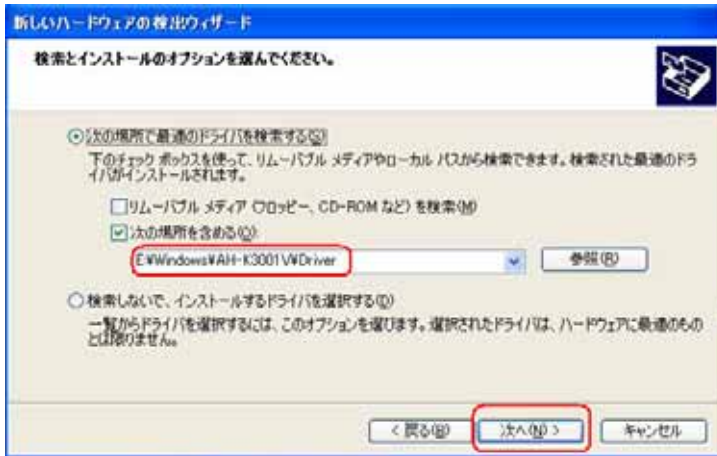 新しいハードウェアの検出ウィザード
検索とインストールのオプションを選んでください。
次の場所で最適のドライバを検索する(S)
下のチェック ボックスを使って、リムーバブル メディアやローカル パスから検索できます。検索された最適のドラ
イバがインストールされます。
リムーバブル メディア (フロッピー、CD-ROM など) を検索(M)
次の場所を含める(O):
E:¥Windows¥AH-K3001V¥Driver
参照(R)
検索しないで、インストールするドライバを選択する(D)
一覧からドライバを選択するには、このオプションを選びます。選択されたドライバは、ハードウェアに最適のもの
とは限りません。
< 戻る(B)
次へ(N) >
キャンセル